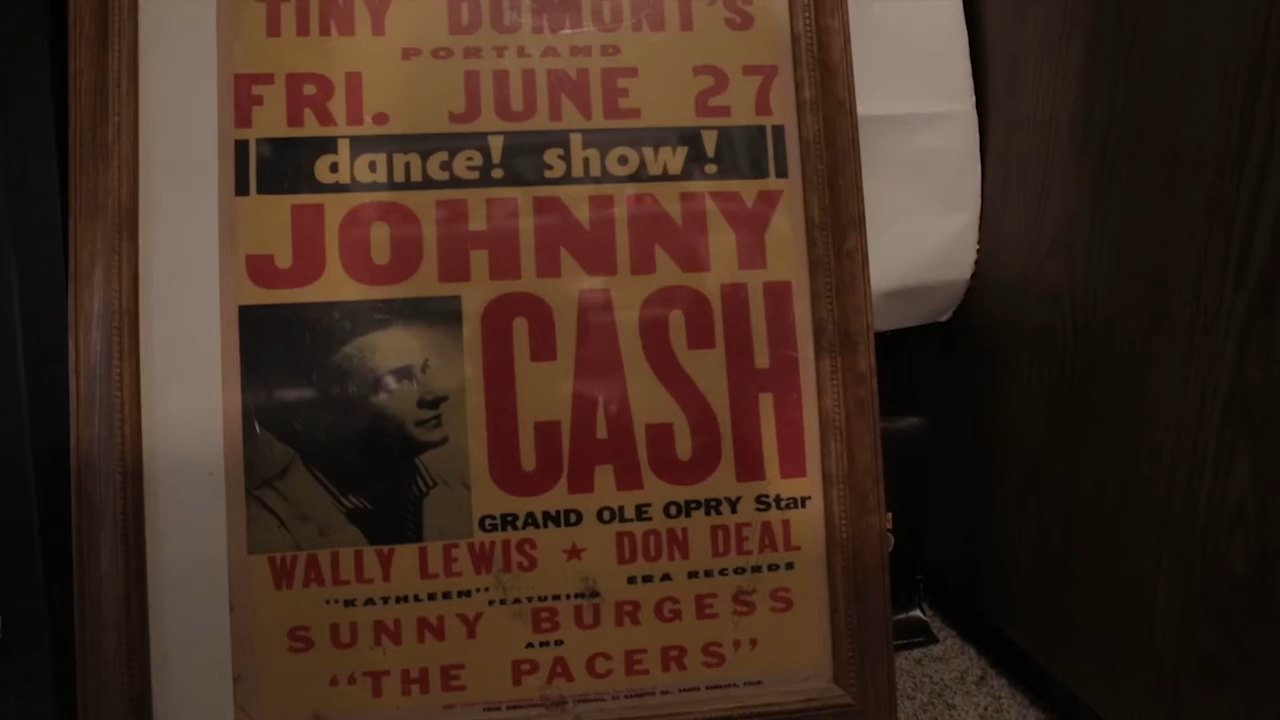 TINY DUMONT'S
PORTLAND
FRI. JUNE 27
dance! show!
JOHNNY
CASH
GRAND OLE OPRY Star
WALLY LEWIS ★ DON DEAL
"KATHLEEN" ERA RECORDS
FEATURING
SUNNY BURGESS
AND
"THE PACERS"